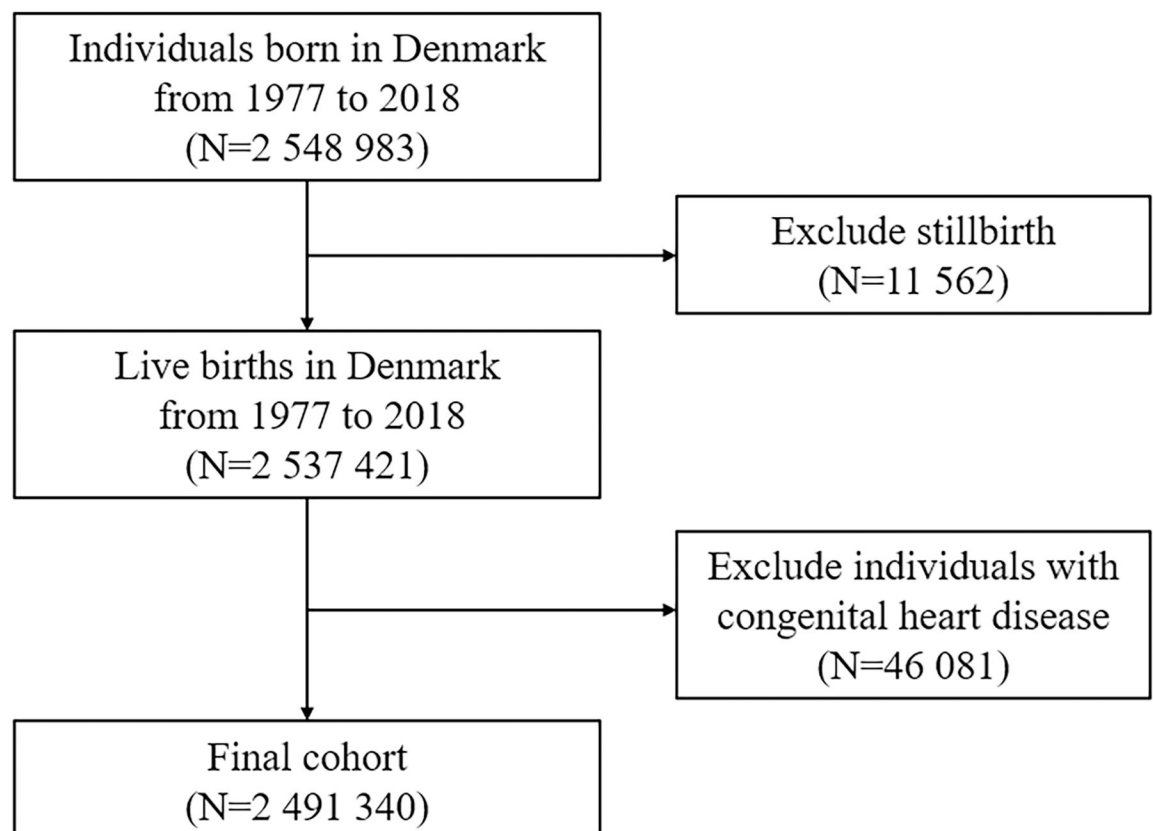 Individuals born in Denmark
from 1977 to 2018
(N=2 548 983)
Exclude stillbirth
(N=11 562)
Live births in Denmark
from 1977 to 2018
(N=2 537 421)
Exclude individuals with
congenital heart disease
(N=46 081)
Final cohort
(N=2 491 340)